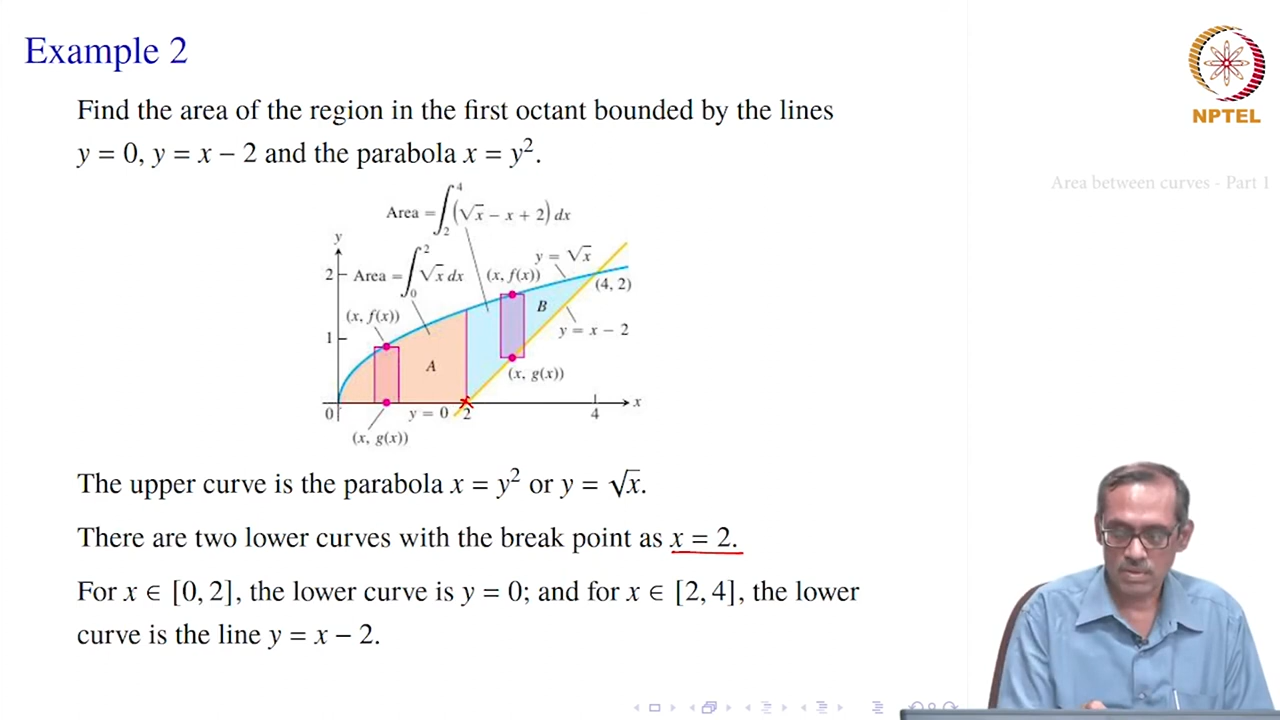 Example 2
NPTEL
Find the area of the region in the first octant bounded by the lines
y = 0, y = x − 2 and the parabola x = y².
Area between curves - Part 1
Area = ∫₂⁴ (√x − x + 2) dx
y
y = √x
2
Area = ∫₀² √x dx
(x, f(x))
(4, 2)
B
(x, f(x))
y = x − 2
1
A
(x, g(x))
x
0
y = 0
2
4
(x, g(x))
The upper curve is the parabola x = y² or y = √x.
There are two lower curves with the break point as x = 2.
For x ∈ [0, 2], the lower curve is y = 0; and for x ∈ [2, 4], the lower
curve is the line y = x − 2.